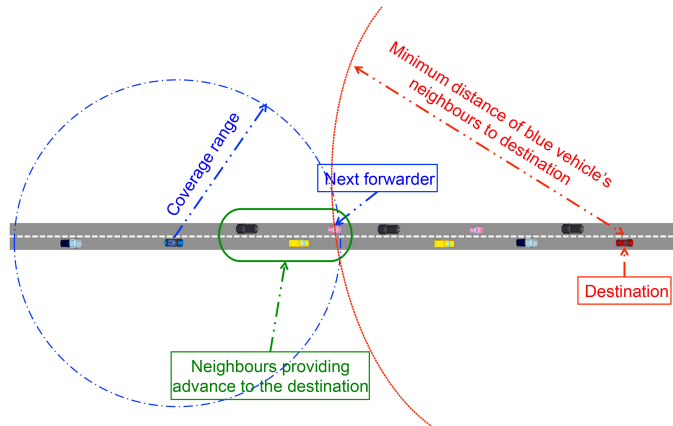 Coverage range
Minimum distance of blue vehicle's
neighbours to destination
Next forwarder
Destination
Neighbours providing
advance to the destination